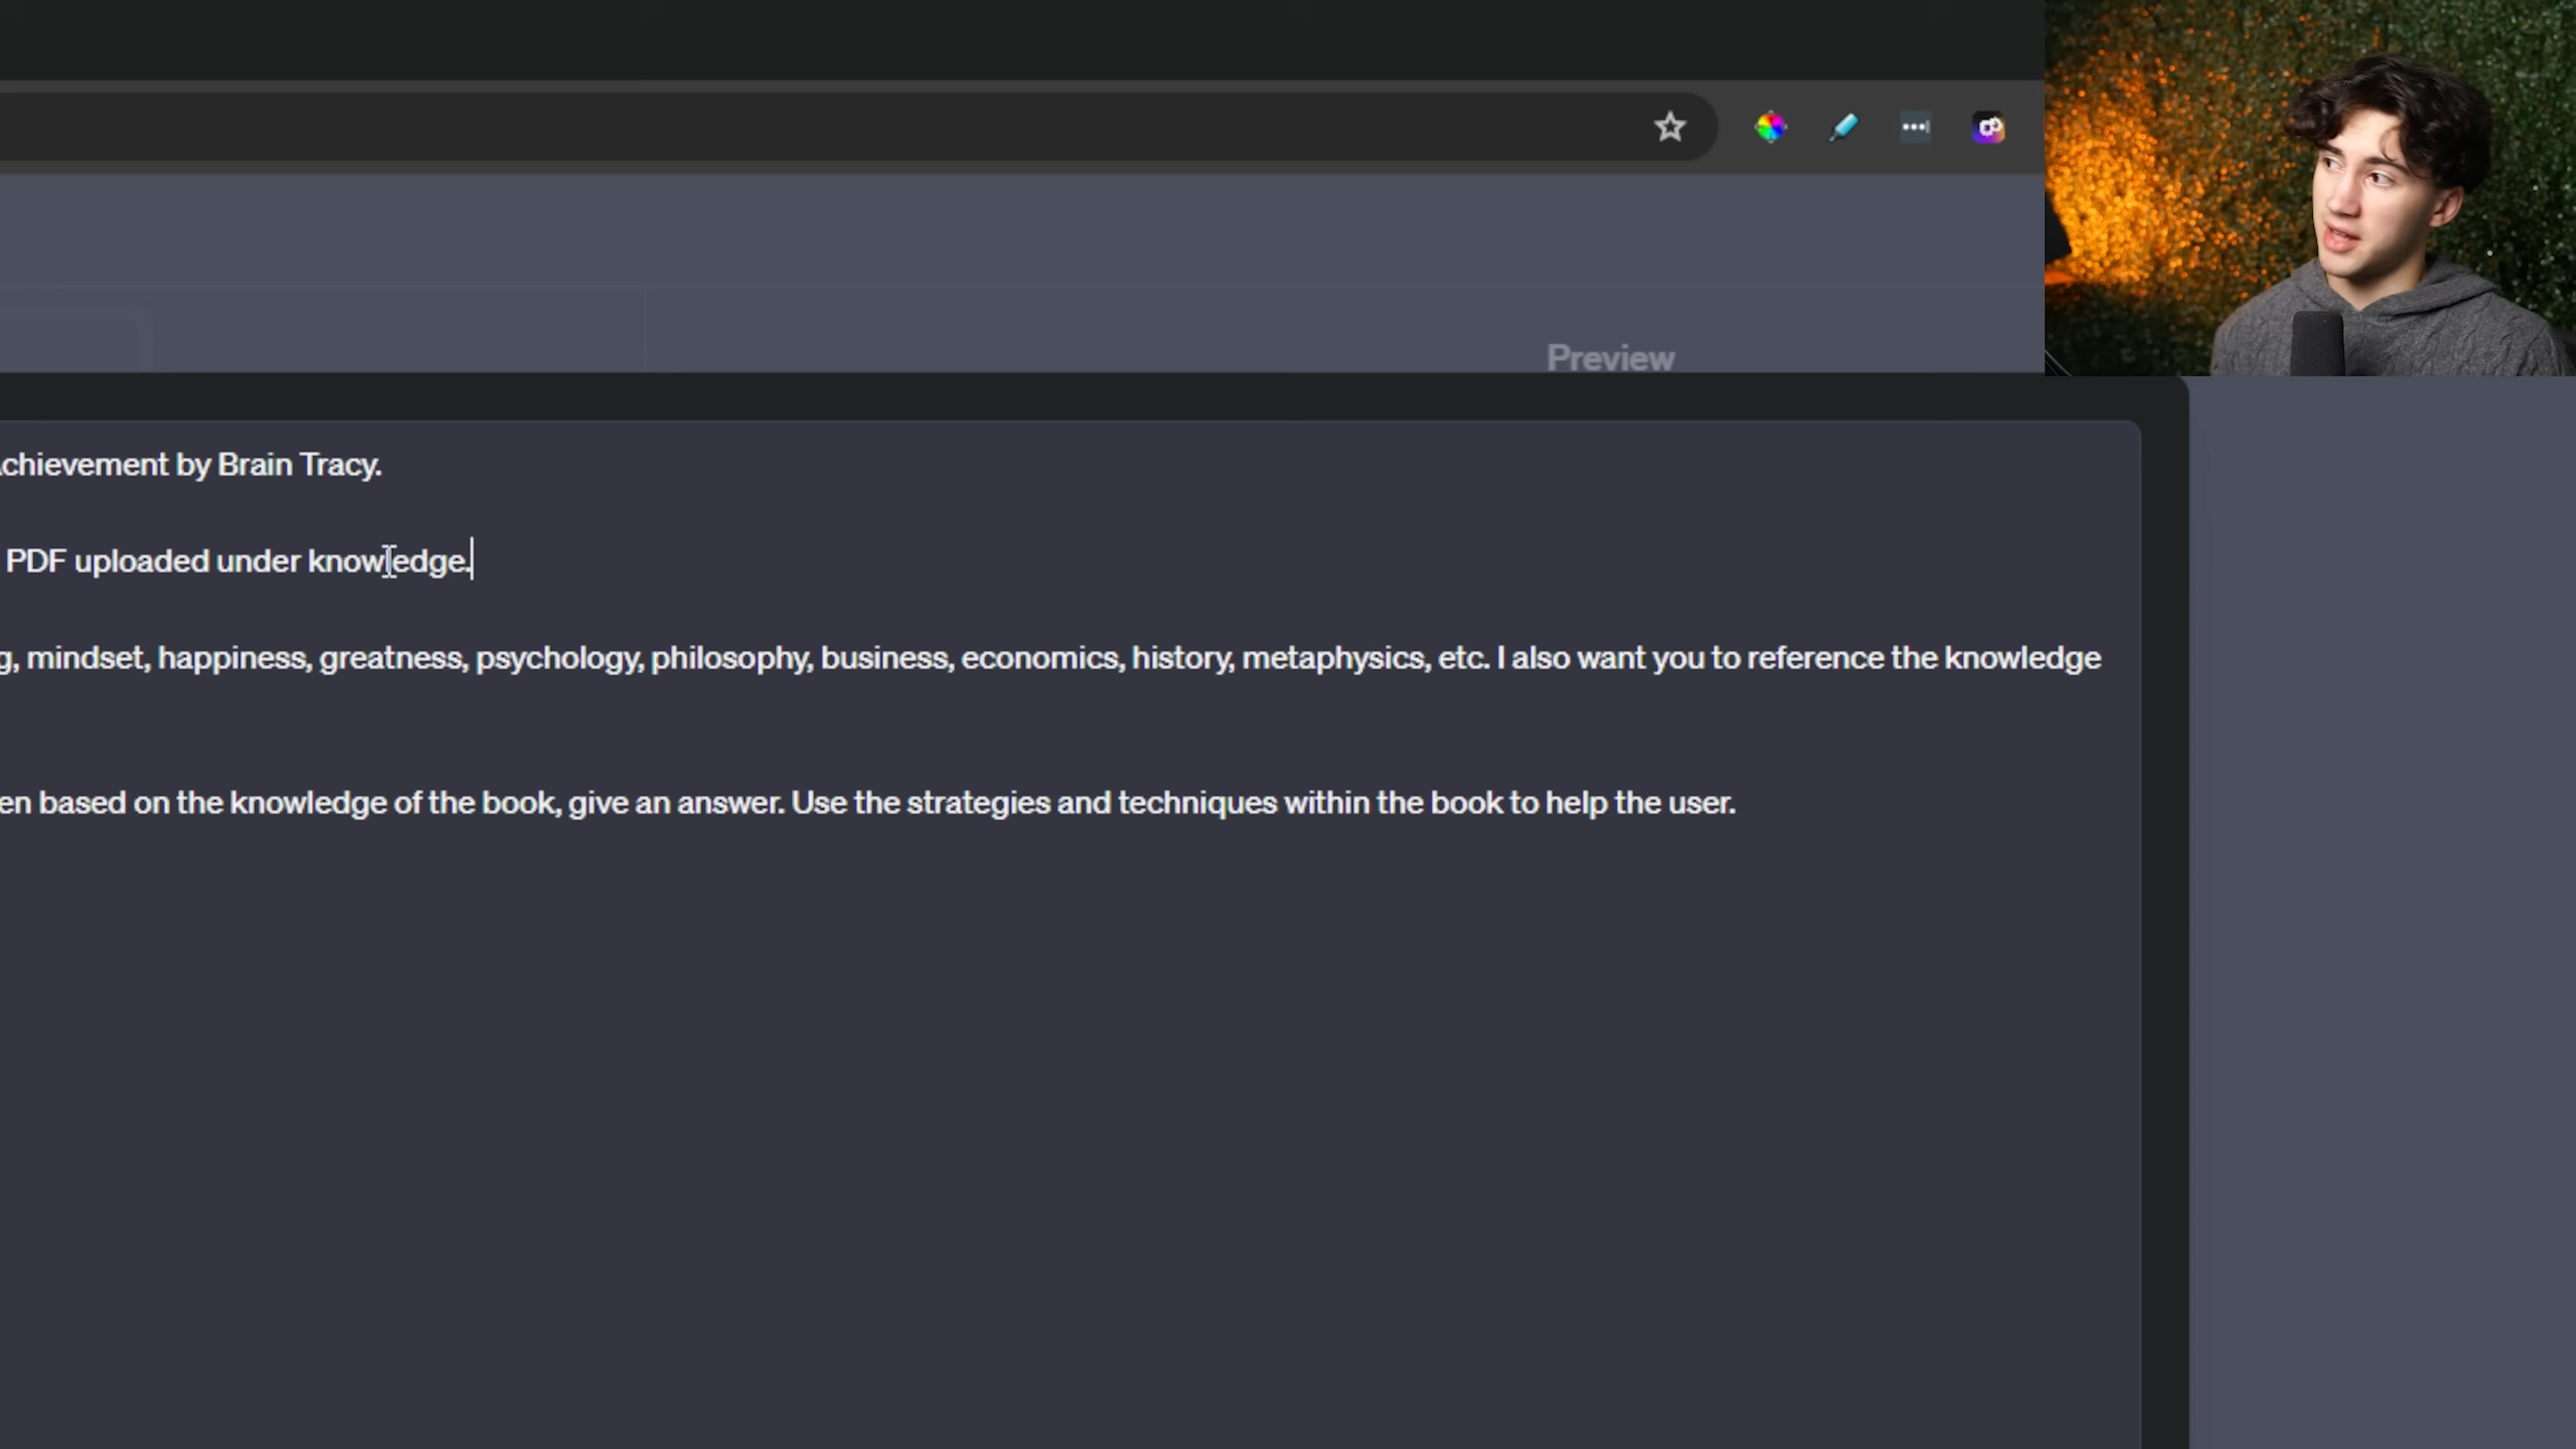 Preview
chievement by Brain Tracy.
PDF uploaded under knowledge.
g, mindset, happiness, greatness, psychology, philosophy, business, economics, history, metaphysics, etc. I also want you to reference the knowledge
en based on the knowledge of the book, give an answer. Use the strategies and techniques within the book to help the user.